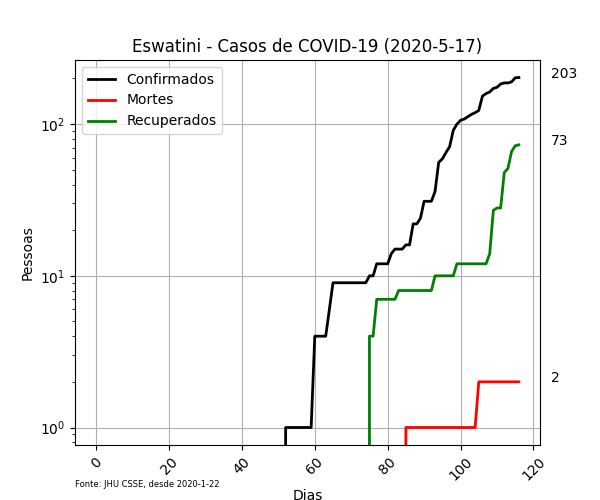 Eswatini - Casos de COVID-19 (2020-5-17)
Confirmados
Mortes
Recuperados
203
73
2
Pessoas
10²
10¹
10⁰
0 20 40 60 80 100 120
Dias
Fonte: JHU CSSE, desde 2020-1-22